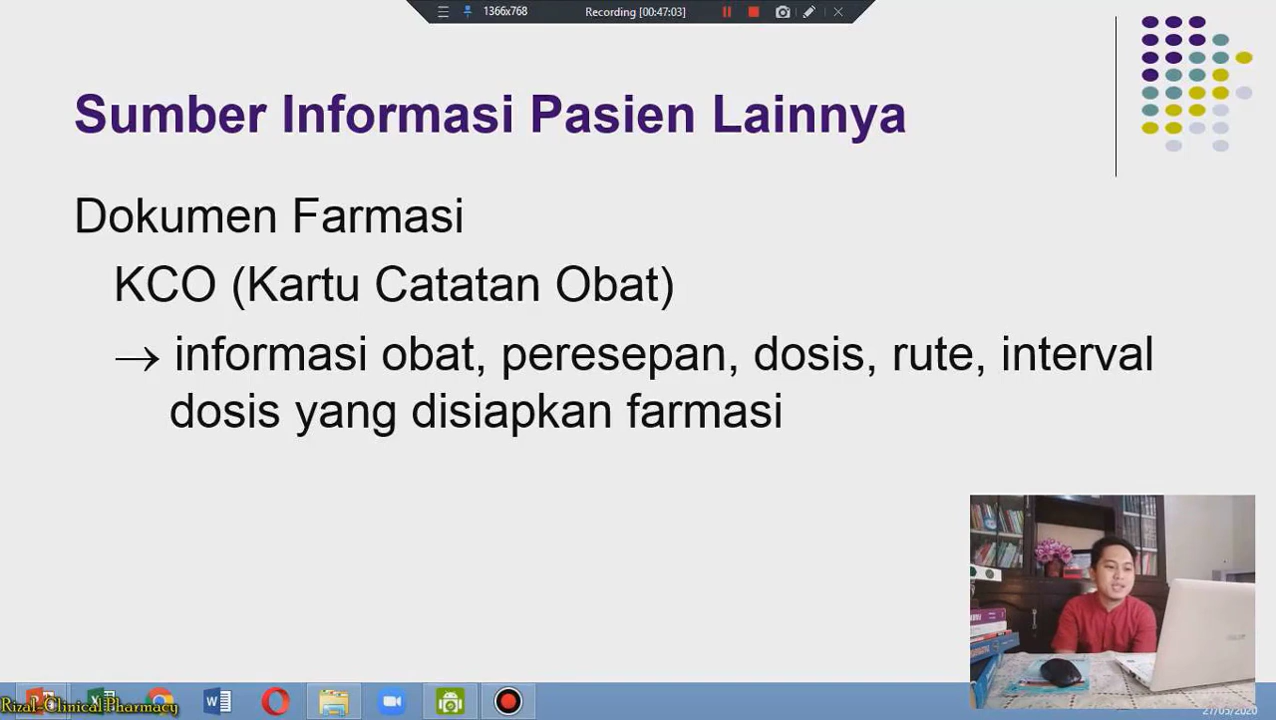 1366x768
Recording [00:47:03]
Sumber Informasi Pasien Lainnya
Dokumen Farmasi
KCO (Kartu Catatan Obat)
→ informasi obat, peresepan, dosis, rute, interval
dosis yang disiapkan farmasi
ASUS
Rizal-Clinical Pharmacy